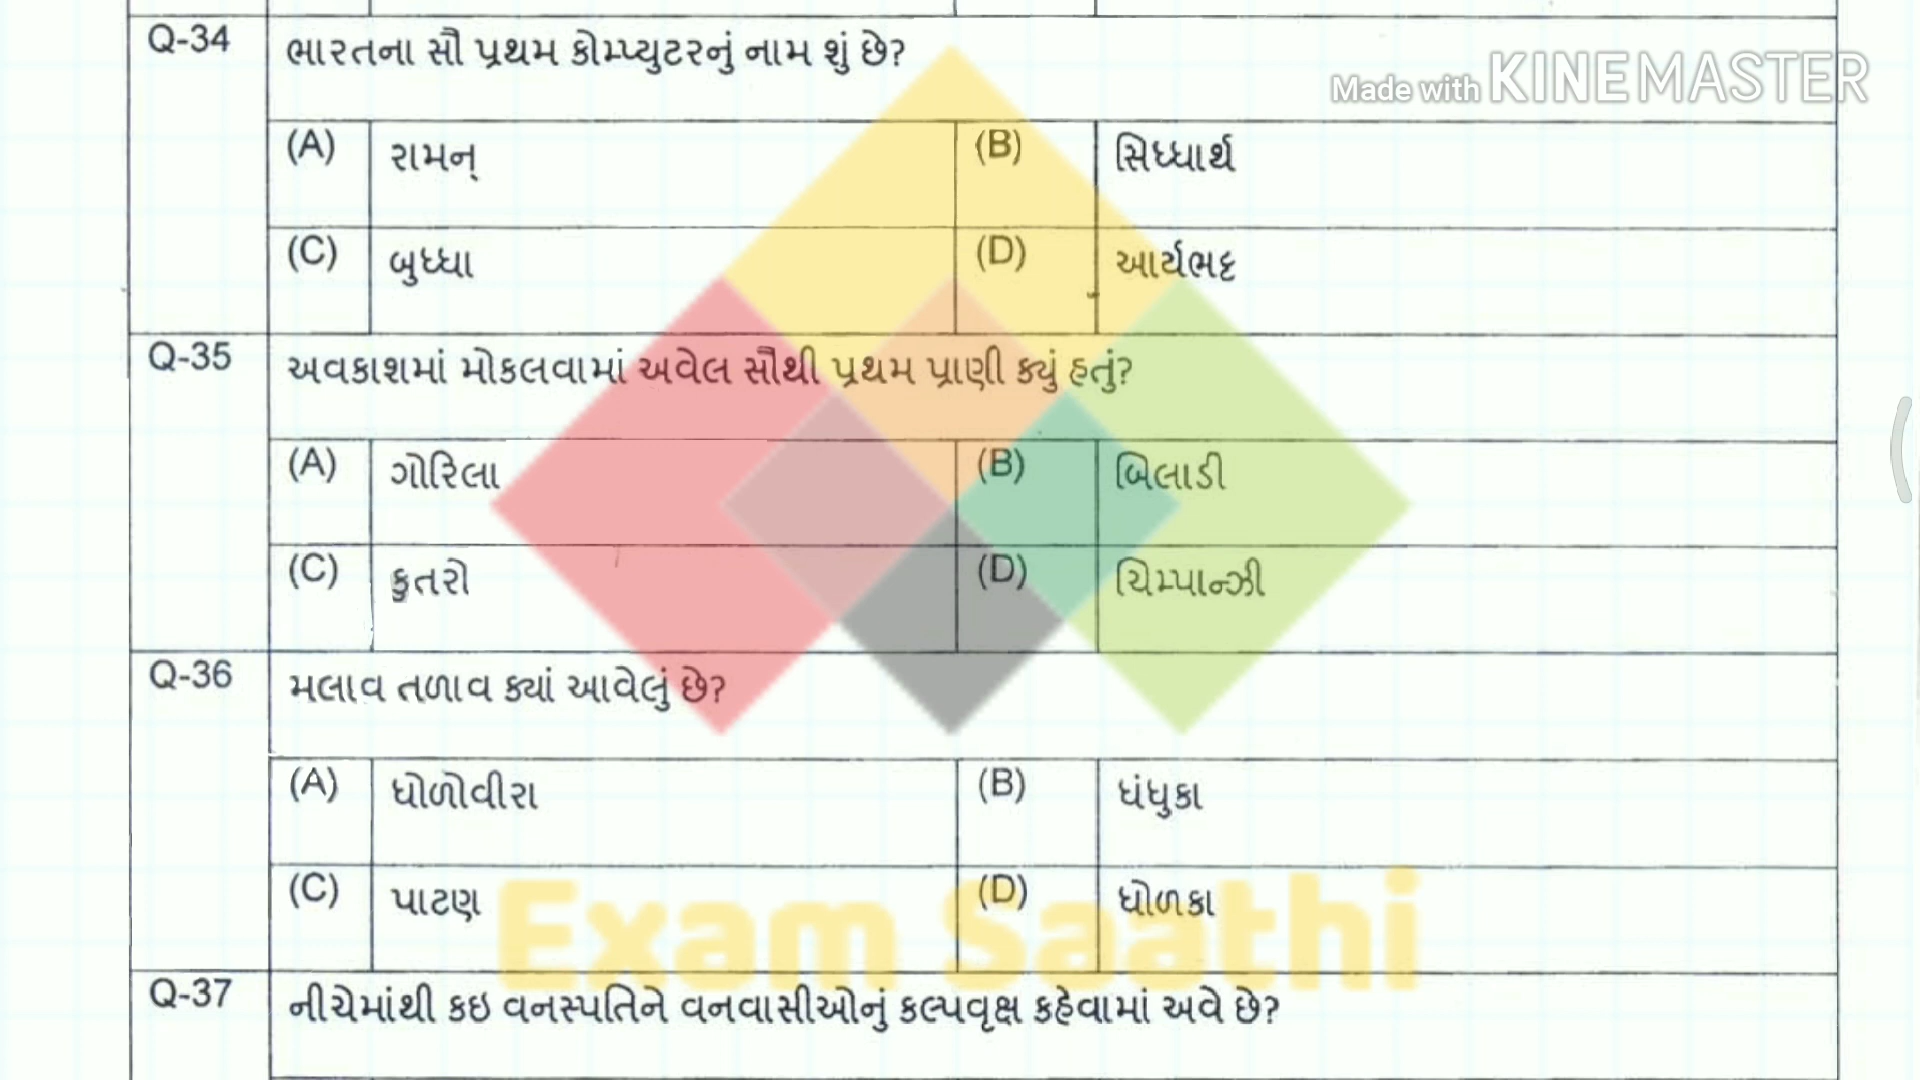 Q-34 ભારતના સૌ પ્રથમ કોમ્પ્યુટરનું નામ શું છે?
Made with KINEMASTER
(A) રામન્ (B) સિધ્ધાર્થ
(C) બુધ્ધા (D) આર્યભટ્ટ
Q-35 અવકાશમાં મોકલવામાં અવેલ સૌથી પ્રથમ પ્રાણી ક્યું હતું?
(A) ગોરિલા (B) બિલાડી
(C) કુતરો (D) ચિમ્પાન્ઝી
Q-36 મલાવ તળાવ ક્યાં આવેલું છે?
(A) ધોળોવીરા (B) ધંધુકા
(C) પાટણ (D) ધોળકા
Exam Saathi
Q-37 નીચેમાંથી કઇ વનસ્પતિને વનવાસીઓનું કલ્પવૃક્ષ કહેવામાં અવે છે?